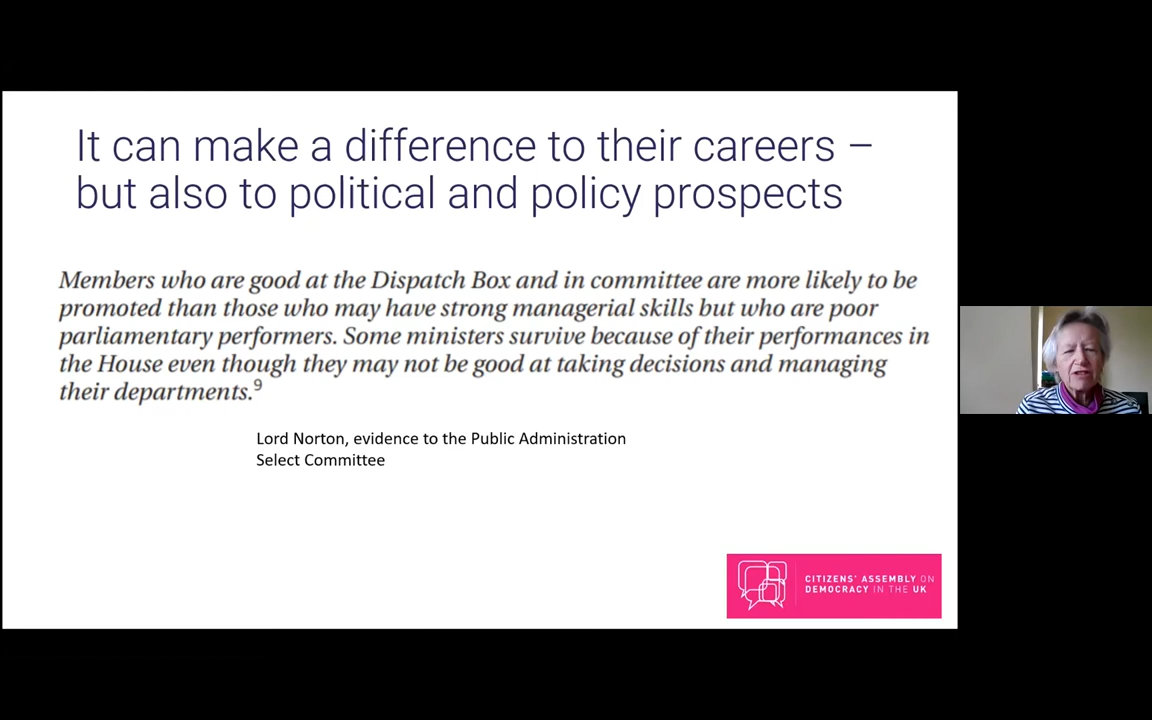 It can make a difference to their careers –
but also to political and policy prospects
Members who are good at the Dispatch Box and in committee are more likely to be
promoted than those who may have strong managerial skills but who are poor
parliamentary performers. Some ministers survive because of their performances in
the House even though they may not be good at taking decisions and managing
their departments.9
Lord Norton, evidence to the Public Administration
Select Committee
CITIZENS' ASSEMBLY ON
DEMOCRACY IN THE UK